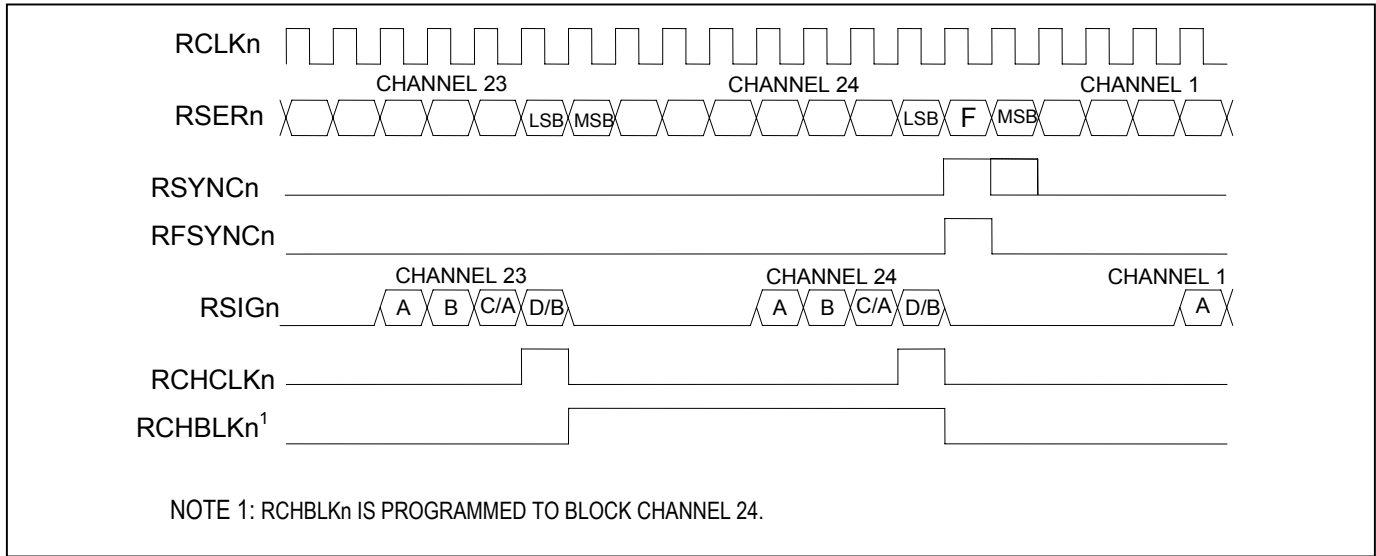 RCLKn
CHANNEL 23 CHANNEL 24 CHANNEL 1
RSERn LSB MSB LSB F MSB
RSYNCn
RFSYNCn
CHANNEL 23 CHANNEL 24 CHANNEL 1
RSIGn A B C/A D/B A B C/A D/B A
RCHCLKn
RCHBLKn¹
NOTE 1: RCHBLKn IS PROGRAMMED TO BLOCK CHANNEL 24.